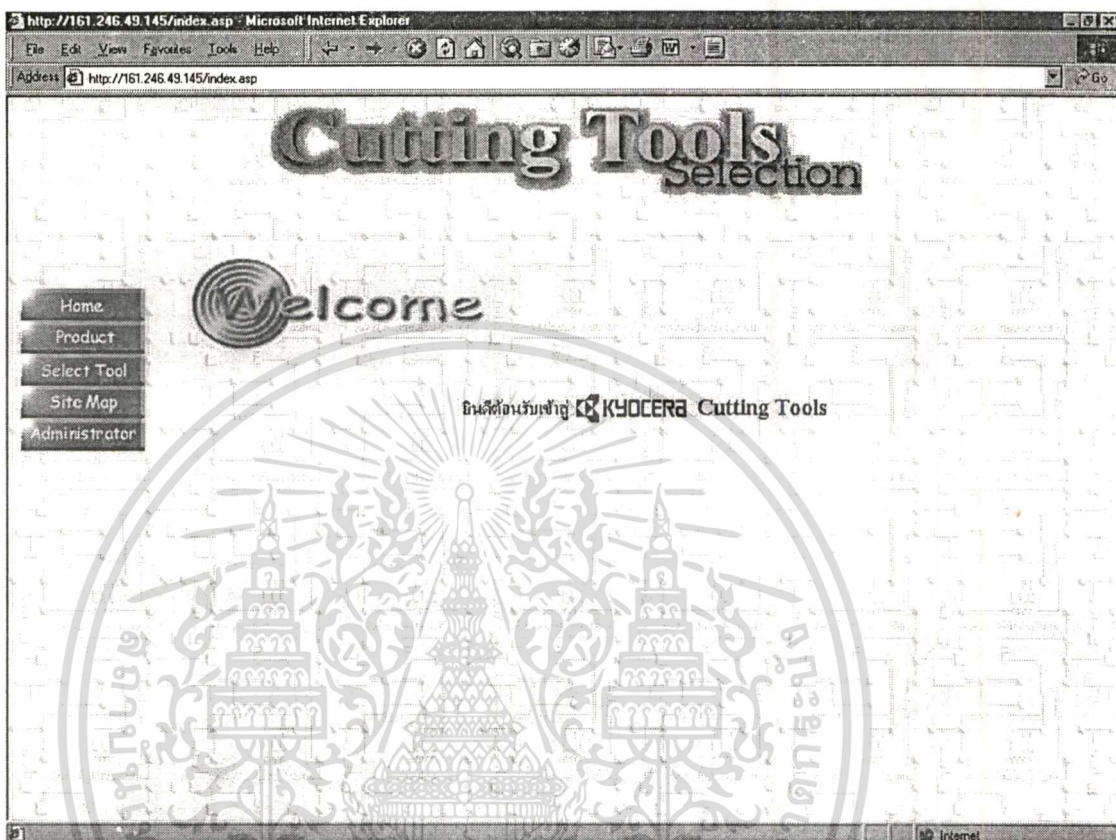 http://161.246.49.145/index.asp - Microsoft Internet Explorer
File Edit View Favorites Tools Help
Address http://161.246.49.145/index.asp Go
Cutting Tools
Selection
Welcome
Home
Product
Select Tool
Site Map
Administrator
ยินดีต้อนรับเข้าสู่ KYOCERA Cutting Tools
Internet